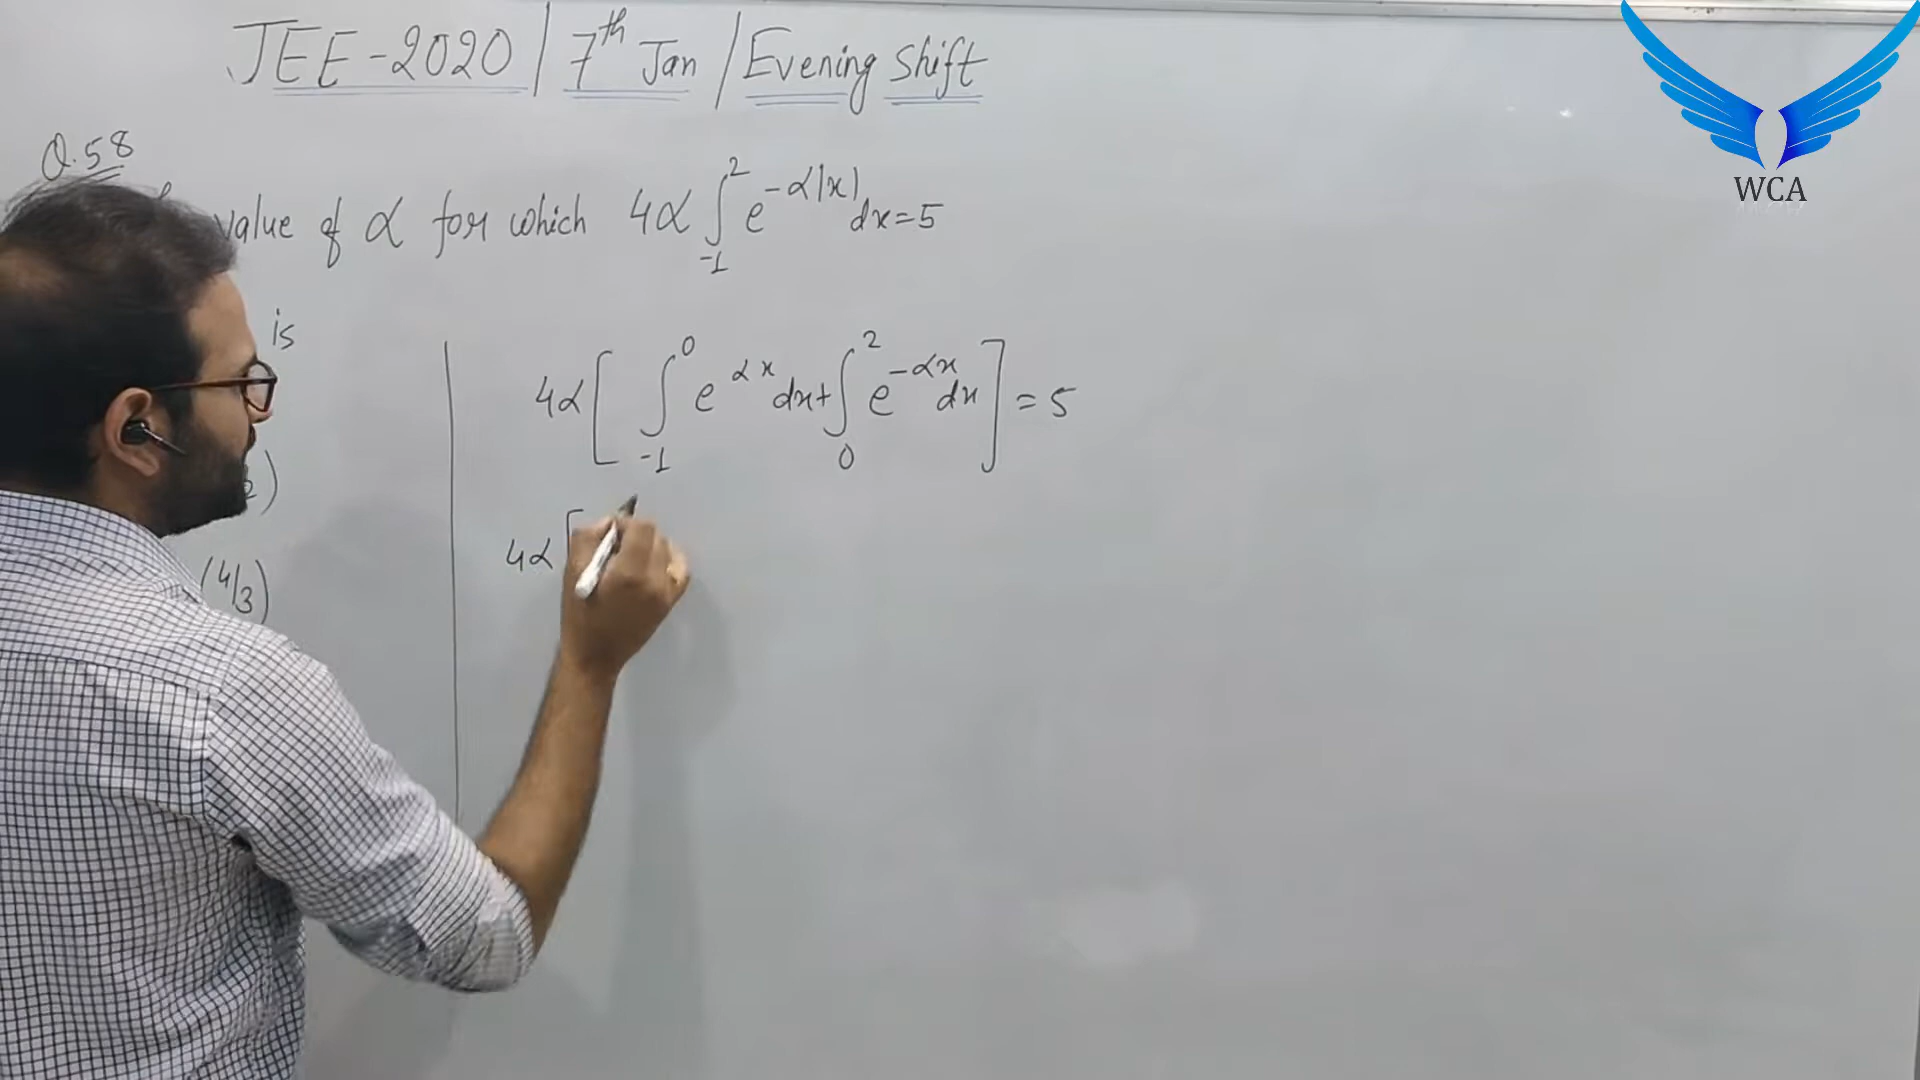 JEE-2020 / 7th Jan / Evening Shift
WCA
Q.58
value of α for which 4α ∫_{-1}^{2} e^{-α|x|} dx = 5
is
4α [ ∫_{-1}^{0} e^{αx} dx + ∫_{0}^{2} e^{-αx} dx ] = 5
2)
4α [
(4/3)